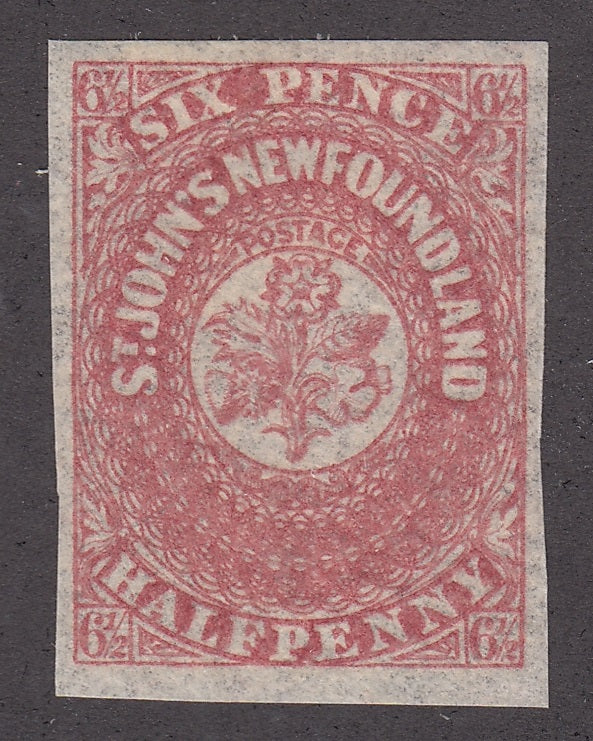 6½ 6½
SIX PENCE
ST. JOHN'S NEWFOUNDLAND
POSTAGE
HALFPENNY
6½ 6½